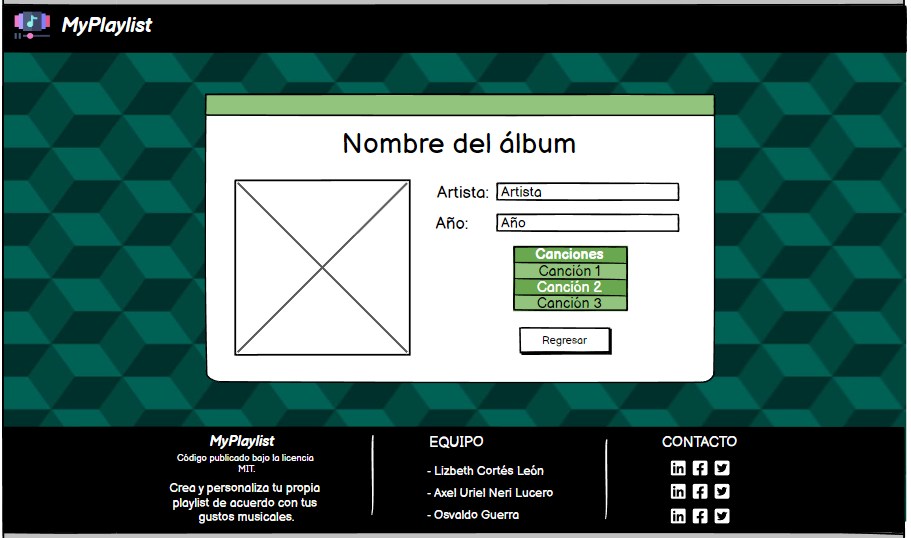 MyPlaylist
Nombre del álbum
Artista: Artista
Año: Año
Canciones
Canción 1
Canción 2
Canción 3
Regresar
MyPlaylist
Código publicado bajo la licencia
MIT.
Crea y personaliza tu propia
playlist de acuerdo con tus
gustos musicales.
EQUIPO
- Lizbeth Cortés León
- Axel Uriel Neri Lucero
- Osvaldo Guerra
CONTACTO